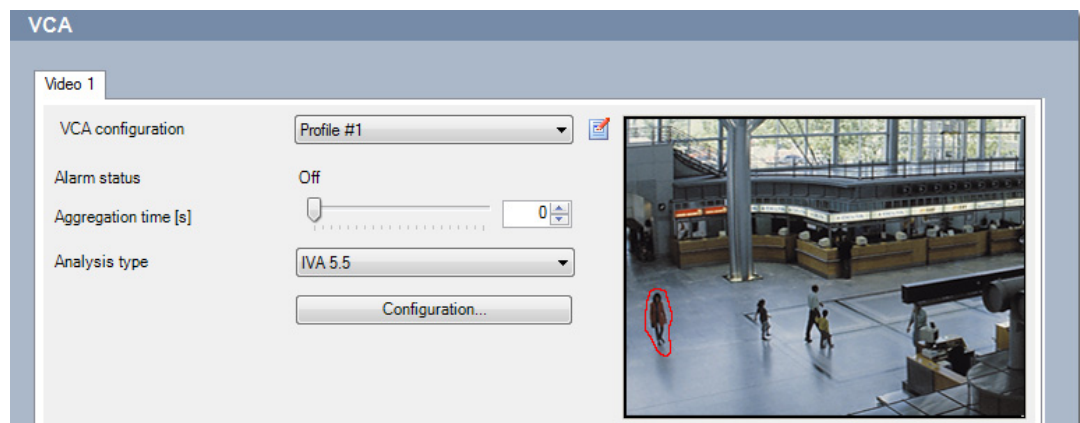 VCA
Video 1
VCA configuration Profile #1
Alarm status Off
Aggregation time [s] 0
Analysis type IVA 5.5
Configuration...